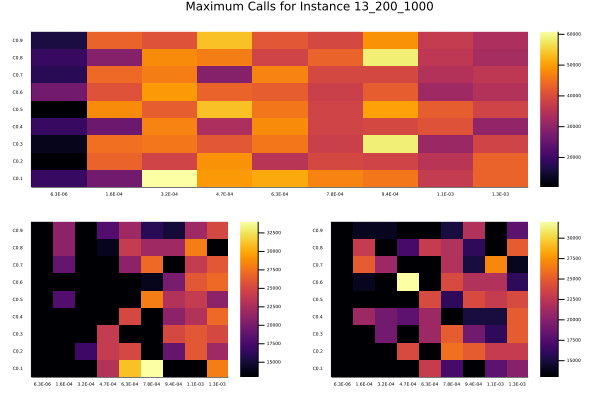 Maximum Calls for Instance 13_200_1000
C0.9
C0.8
C0.7
C0.6
C0.5
C0.4
C0.3
C0.2
C0.1
6.3E-06 1.6E-04 3.2E-04 4.7E-04 6.3E-04 7.8E-04 9.4E-04 1.1E-03 1.3E-03
60000
50000
40000
30000
20000
C0.9
C0.8
C0.7
C0.6
C0.5
C0.4
C0.3
C0.2
C0.1
6.3E-06 1.6E-04 3.2E-04 4.7E-04 6.3E-04 7.8E-04 9.4E-04 1.1E-03 1.3E-03
32500
30000
27500
25000
22500
20000
17500
15000
C0.9
C0.8
C0.7
C0.6
C0.5
C0.4
C0.3
C0.2
C0.1
6.3E-06 1.6E-04 3.2E-04 4.7E-04 6.3E-04 7.8E-04 9.4E-04 1.1E-03 1.3E-03
30000
27500
25000
22500
20000
17500
15000